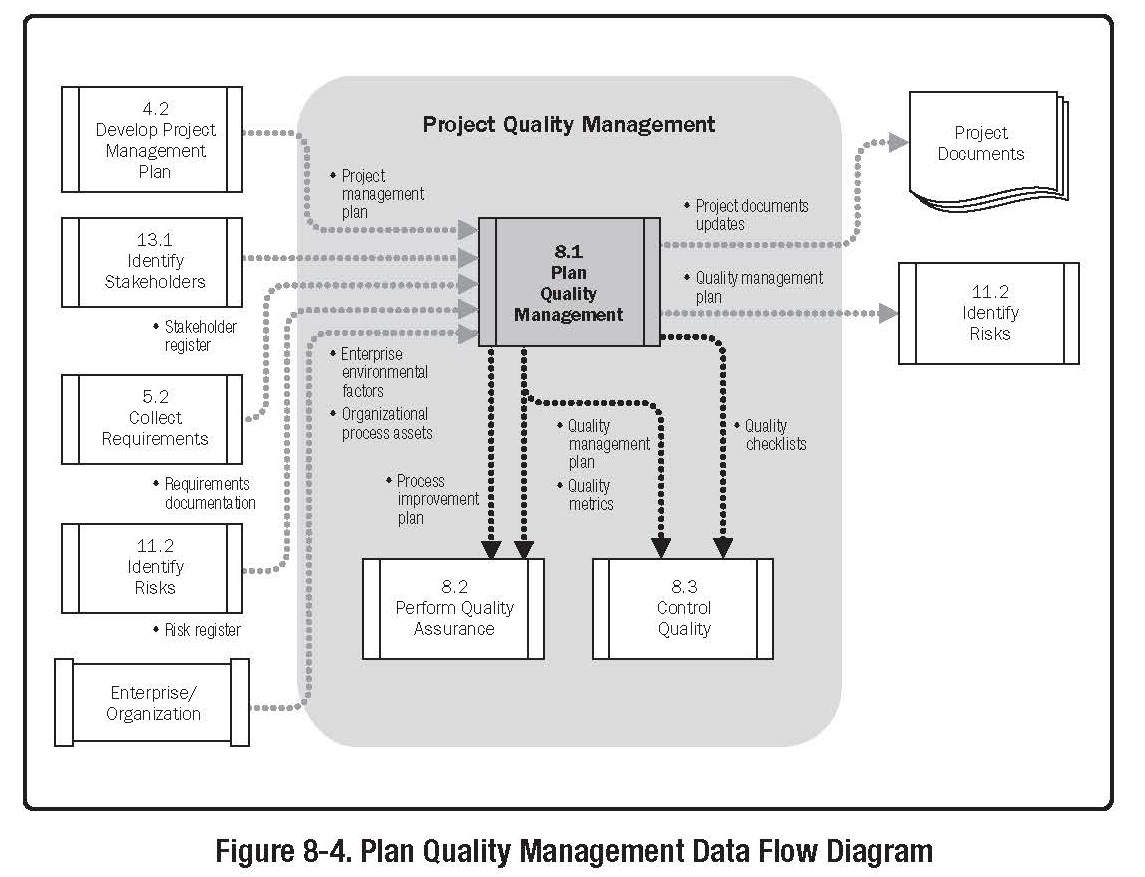 4.2
Develop Project
Management
Plan
13.1
Identify
Stakeholders
• Stakeholder
register
5.2
Collect
Requirements
• Requirements
documentation
11.2
Identify
Risks
• Risk register
Enterprise/
Organization
Project Quality Management
• Project
management
plan
8.1
Plan
Quality
Management
• Enterprise
environmental
factors
• Organizational
process assets
• Process
improvement
plan
• Quality
management
plan
• Quality
metrics
• Quality
checklists
8.2
Perform Quality
Assurance
8.3
Control
Quality
• Project documents
updates
• Quality management
plan
Project
Documents
11.2
Identify
Risks
Figure 8-4. Plan Quality Management Data Flow Diagram